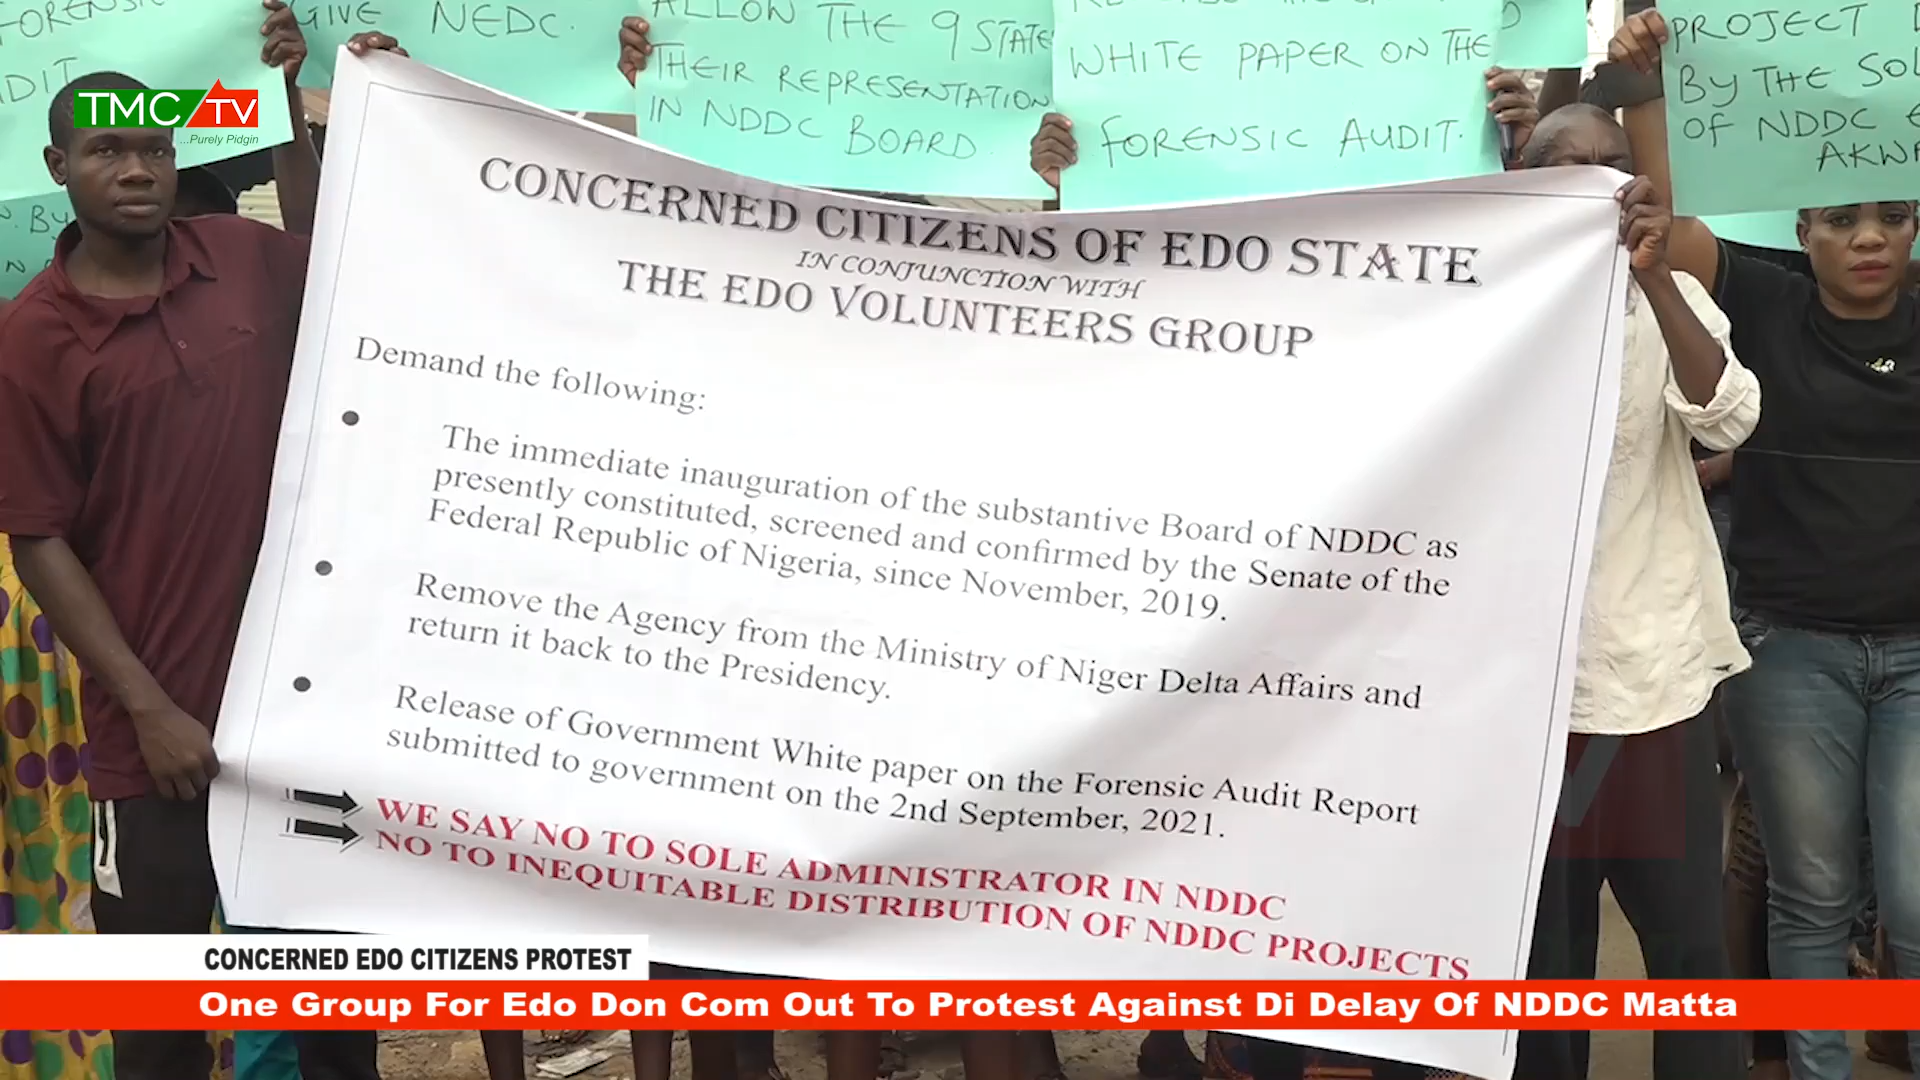 FORENSIC
GIVE NEDC.
ALLOW THE 9 STATE
THEIR REPRESENTATION
IN NDDC BOARD
WHITE PAPER ON THE
FORENSIC AUDIT.
PROJECT
BY THE SOL
OF NDDC
AKWA
TMC TV
...Purely Pidgin
BY
CONCERNED CITIZENS OF EDO STATE
IN CONJUNCTION WITH
THE EDO VOLUNTEERS GROUP
Demand the following:
• The immediate inauguration of the substantive Board of NDDC as
presently constituted, screened and confirmed by the Senate of the
Federal Republic of Nigeria, since November, 2019.
• Remove the Agency from the Ministry of Niger Delta Affairs and
return it back to the Presidency.
• Release of Government White paper on the Forensic Audit Report
submitted to government on the 2nd September, 2021.
WE SAY NO TO SOLE ADMINISTRATOR IN NDDC
NO TO INEQUITABLE DISTRIBUTION OF NDDC PROJECTS
CONCERNED EDO CITIZENS PROTEST
One Group For Edo Don Com Out To Protest Against Di Delay Of NDDC Matta